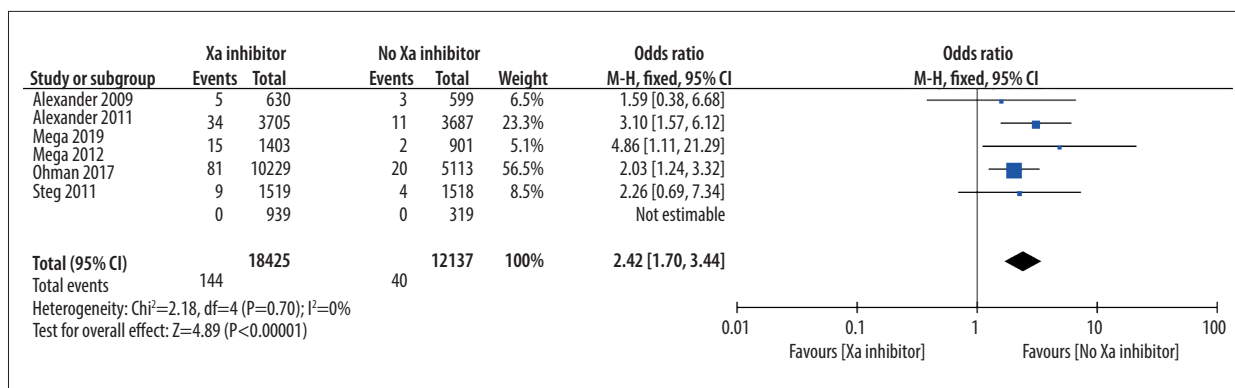 Xa inhibitor No Xa inhibitor Odds ratio Odds ratio
Study or subgroup Events Total Events Total Weight M-H, fixed, 95% CI M-H, fixed, 95% CI
Alexander 2009 5 630 3 599 6.5% 1.59 [0.38, 6.68]
Alexander 2011 34 3705 11 3687 23.3% 3.10 [1.57, 6.12]
Mega 2019 15 1403 2 901 5.1% 4.86 [1.11, 21.29]
Mega 2012 81 10229 20 5113 56.5% 2.03 [1.24, 3.32]
Ohman 2017 9 1519 4 1518 8.5% 2.26 [0.69, 7.34]
Steg 2011 0 939 0 319 Not estimable
Total (95% CI) 18425 12137 100% 2.42 [1.70, 3.44]
Total events 144 40
Heterogeneity: Chi²=2.18, df=4 (P=0.70); I²=0%
Test for overall effect: Z=4.89 (P<0.00001)
0.01 0.1 1 10 100
Favours [Xa inhibitor] Favours [No Xa inhibitor]